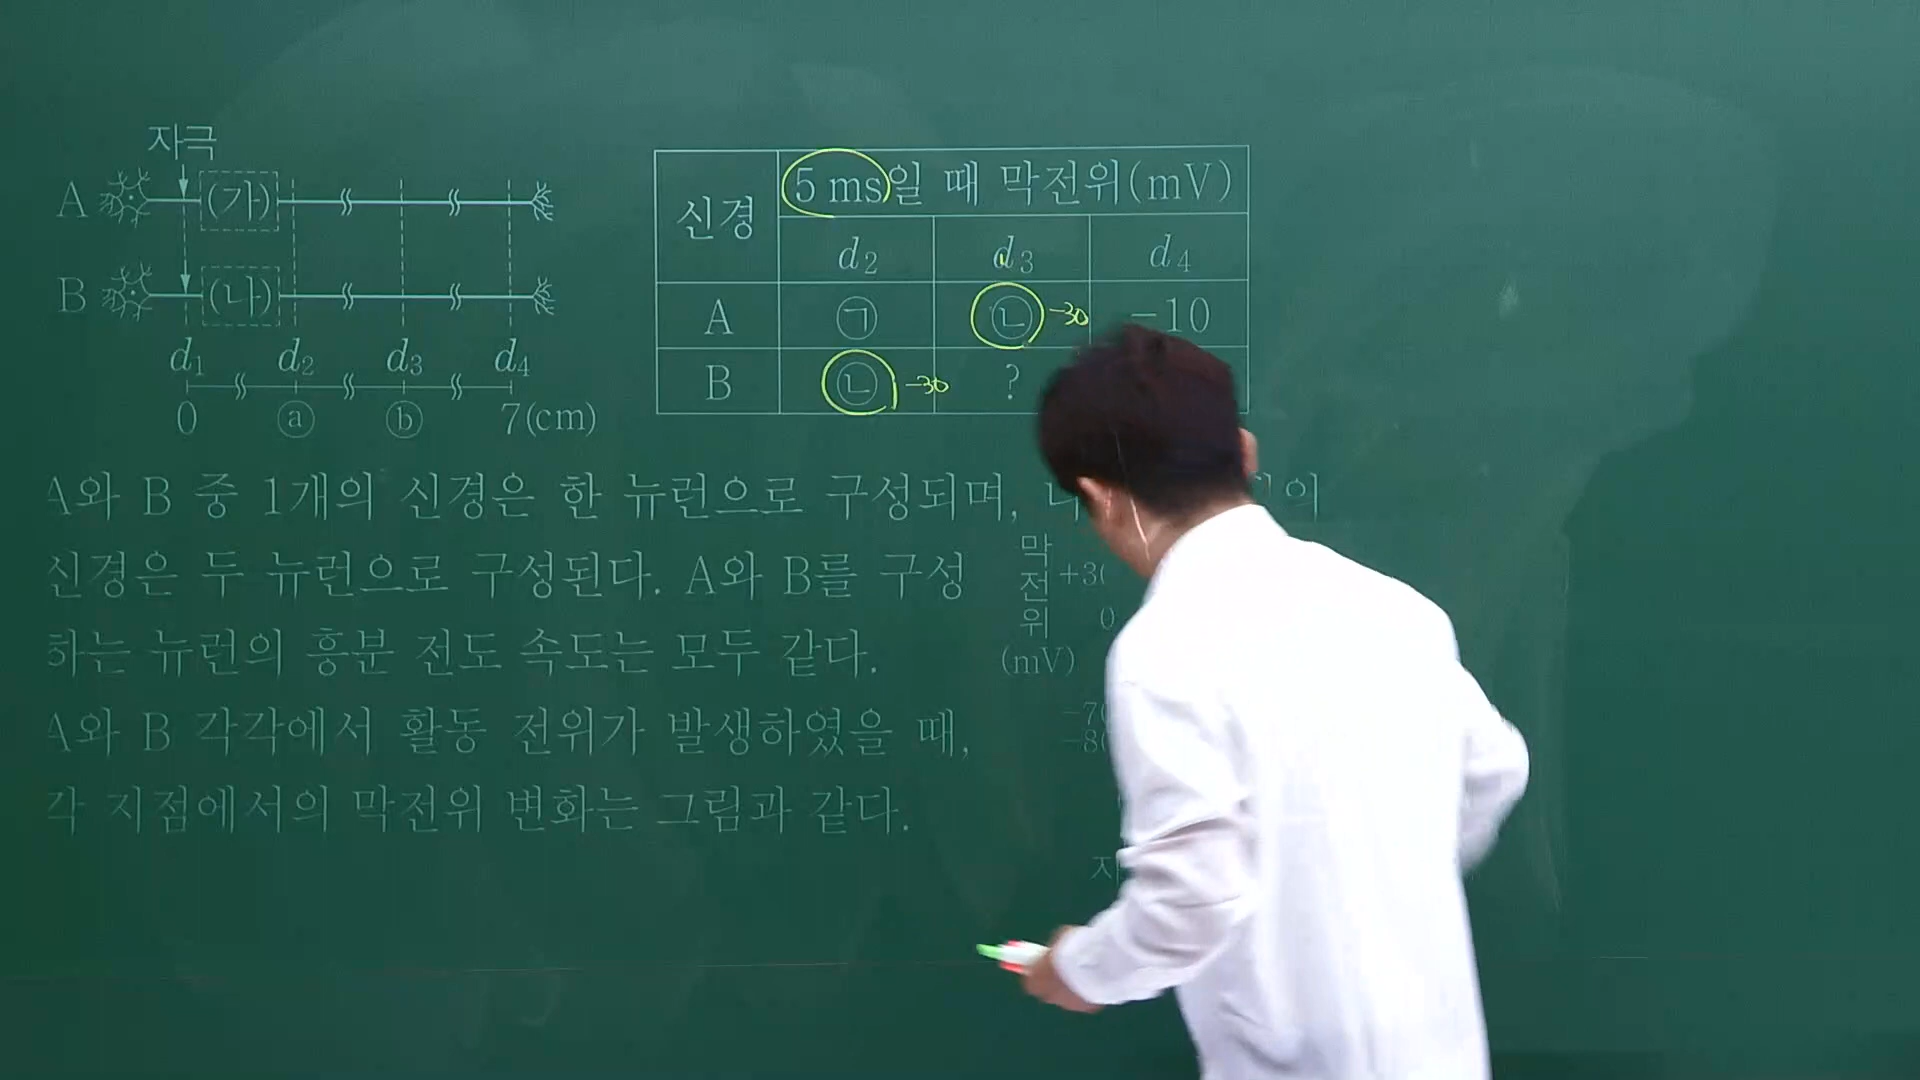 자극
A (가)
B (나)
d₁ d₂ d₃ d₄
0 ⓐ ⓑ 7(cm)
신경 5 ms일 때 막전위(mV)
d₂ d₃ d₄
A ㉠ ㉡ -30 -10
B ㉡ -30 ?
A와 B 중 1개의 신경은 한 뉴런으로 구성되며, 의
신경은 두 뉴런으로 구성된다. A와 B를 구성
하는 뉴런의 흥분 전도 속도는 모두 같다.
A와 B 각각에서 활동 전위가 발생하였을 때,
각 지점에서의 막전위 변화는 그림과 같다.
막전위(mV)
+3
0
-7
-8
자